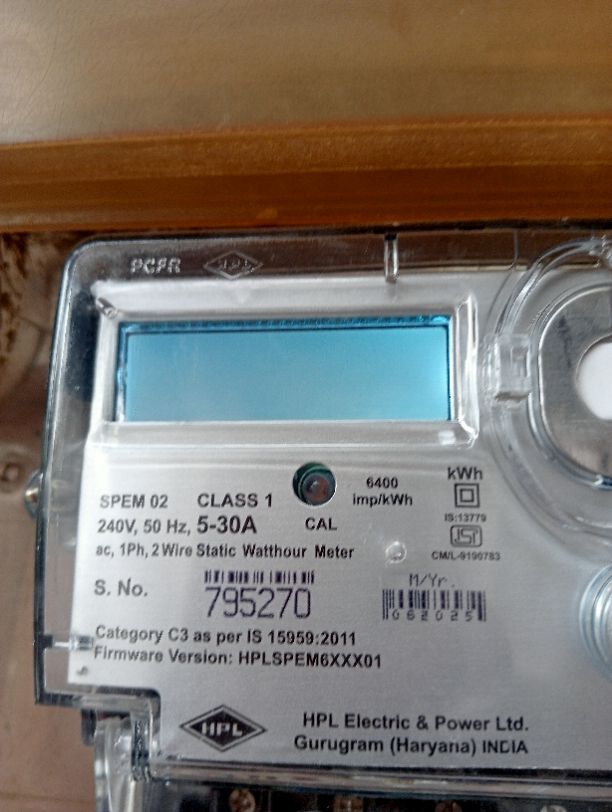 PCFR HPL
SPEM 02 CLASS 1
240V, 50 Hz, 5-30A CAL
6400
imp/kWh
kWh
IS:13779
ISI
CM/L-9190783
ac, 1Ph, 2 Wire Static Watthour Meter
S. No. 795270
M/Yr.
062025
Category C3 as per IS 15959:2011
Firmware Version: HPLSPEM6XXX01
HPL
HPL Electric & Power Ltd.
Gurugram (Haryana) INDIA